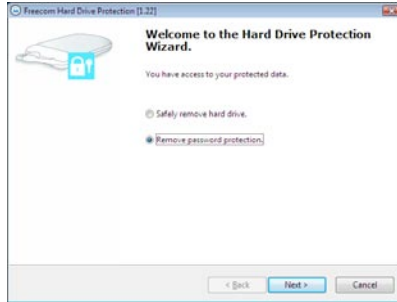 Freecom Hard Drive Protection [1.22]
Welcome to the Hard Drive Protection
Wizard.
You have access to your protected data.
Safely remove hard drive.
Remove password protection.
< Back
Next >
Cancel